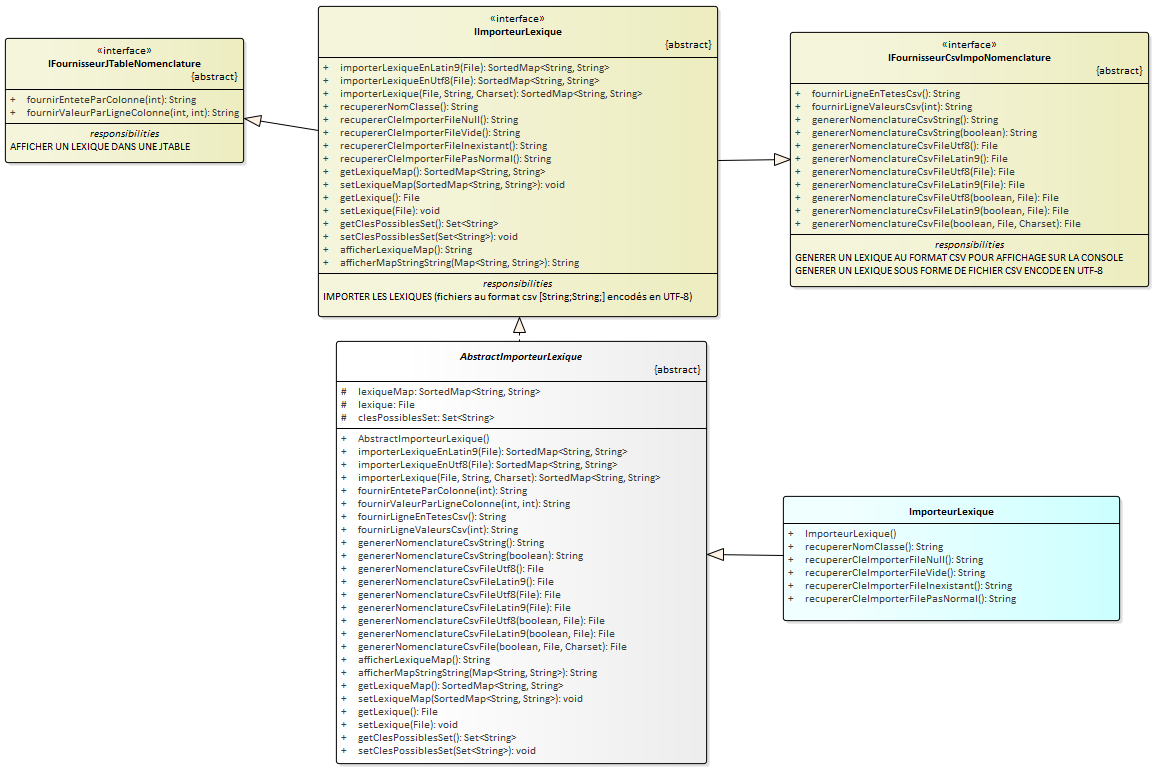 «interface»
IFournisseurJTableNomenclature
{abstract}
+ fournirEnteteParColonne(int): String
+ fournirValeurParLigneColonne(int, int): String
responsibilities
AFFICHER UN LEXIQUE DANS UNE JTABLE
«interface»
IImporteurLexique
{abstract}
+ importerLexiqueEnLatin9(File): SortedMap<String, String>
+ importerLexiqueEnUtf8(File): SortedMap<String, String>
+ importerLexique(File, String, Charset): SortedMap<String, String>
+ recupererNomClasse(): String
+ recupererCleImporterFileNull(): String
+ recupererCleImporterFileVide(): String
+ recupererCleImporterFileInexistant(): String
+ recupererCleImporterFilePasNormal(): String
+ getLexiqueMap(): SortedMap<String, String>
+ setLexiqueMap(SortedMap<String, String>): void
+ getLexique(): File
+ setLexique(File): void
+ getClesPossiblesSet(): Set<String>
+ setClesPossiblesSet(Set<String>): void
+ afficherLexiqueMap(): String
+ afficherMapStringString(Map<String, String>): String
responsibilities
IMPORTER LES LEXIQUES (fichiers au format csv [String;String;] encodés en UTF-8)
«interface»
IFournisseurCsvImpoNomenclature
{abstract}
+ fournirLigneEnTetesCsv(): String
+ fournirLigneValeursCsv(int): String
+ genererNomenclatureCsvString(): String
+ genererNomenclatureCsvString(boolean): String
+ genererNomenclatureCsvFileUtf8(): File
+ genererNomenclatureCsvFileLatin9(): File
+ genererNomenclatureCsvFileUtf8(File): File
+ genererNomenclatureCsvFileLatin9(File): File
+ genererNomenclatureCsvFileUtf8(boolean, File): File
+ genererNomenclatureCsvFileLatin9(boolean, File): File
+ genererNomenclatureCsvFile(boolean, File, Charset): File
responsibilities
GENERER UN LEXIQUE AU FORMAT CSV POUR AFFICHAGE SUR LA CONSOLE
GENERER UN LEXIQUE SOUS FORME DE FICHIER CSV ENCODE EN UTF-8
AbstractImporteurLexique
{abstract}
# lexiqueMap: SortedMap<String, String>
# lexique: File
# clesPossiblesSet: Set<String>
+ AbstractImporteurLexique()
+ importerLexiqueEnLatin9(File): SortedMap<String, String>
+ importerLexiqueEnUtf8(File): SortedMap<String, String>
+ importerLexique(File, String, Charset): SortedMap<String, String>
+ fournirEnteteParColonne(int): String
+ fournirValeurParLigneColonne(int, int): String
+ fournirLigneEnTetesCsv(): String
+ fournirLigneValeursCsv(int): String
+ genererNomenclatureCsvString(): String
+ genererNomenclatureCsvString(boolean): String
+ genererNomenclatureCsvFileUtf8(): File
+ genererNomenclatureCsvFileLatin9(): File
+ genererNomenclatureCsvFileUtf8(File): File
+ genererNomenclatureCsvFileLatin9(File): File
+ genererNomenclatureCsvFileUtf8(boolean, File): File
+ genererNomenclatureCsvFileLatin9(boolean, File): File
+ genererNomenclatureCsvFile(boolean, File, Charset): File
+ afficherLexiqueMap(): String
+ afficherMapStringString(Map<String, String>): String
+ getLexiqueMap(): SortedMap<String, String>
+ setLexiqueMap(SortedMap<String, String>): void
+ getLexique(): File
+ setLexique(File): void
+ getClesPossiblesSet(): Set<String>
+ setClesPossiblesSet(Set<String>): void
ImporteurLexique
+ ImporteurLexique()
+ recupererNomClasse(): String
+ recupererCleImporterFileNull(): String
+ recupererCleImporterFileVide(): String
+ recupererCleImporterFileInexistant(): String
+ recupererCleImporterFilePasNormal(): String